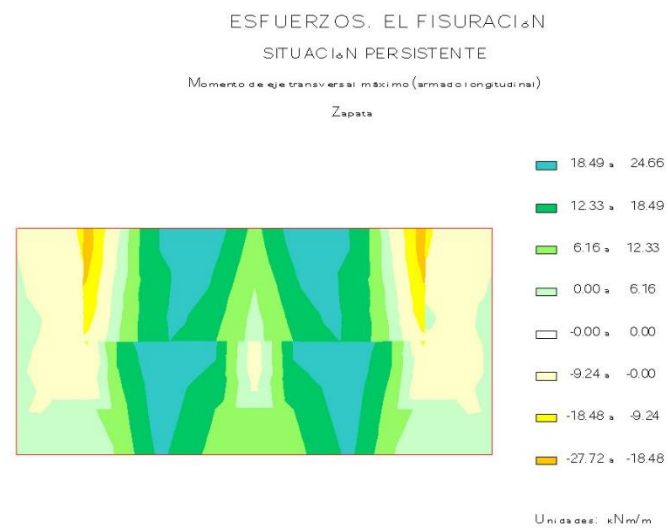 ESFUERZOS. EL FISURACIóN
SITUACIóN PERSISTENTE
Momento de eje transversal máximo (armado longitudinal)
Zapata
18.49 a 24.66
12.33 a 18.49
6.16 a 12.33
0.00 a 6.16
-0.00 a 0.00
-9.24 a -0.00
-18.48 a -9.24
-27.72 a -18.48
Unidades: kNm/m